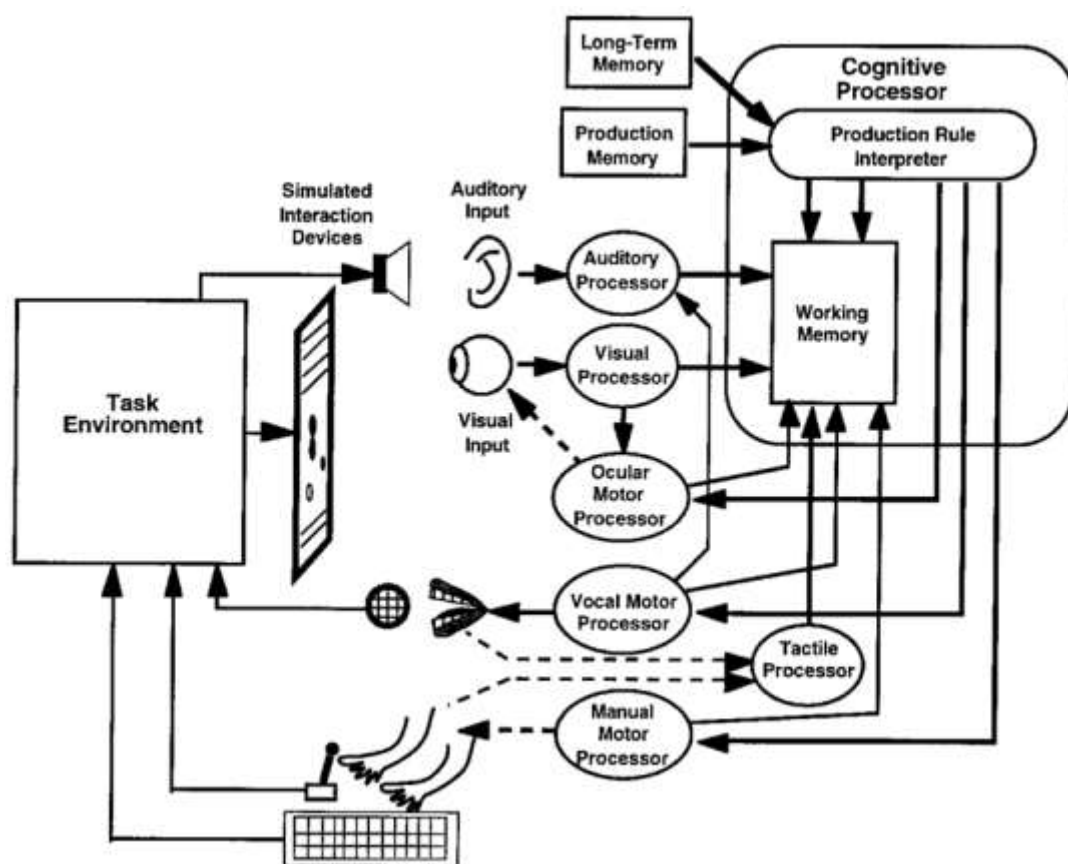 Long-Term
Memory
Cognitive
Processor
Production
Memory
Production Rule
Interpreter
Simulated
Interaction
Devices
Auditory
Input
Auditory
Processor
Working
Memory
Visual
Processor
Task
Environment
Visual
Input
Ocular
Motor
Processor
Vocal Motor
Processor
Tactile
Processor
Manual
Motor
Processor